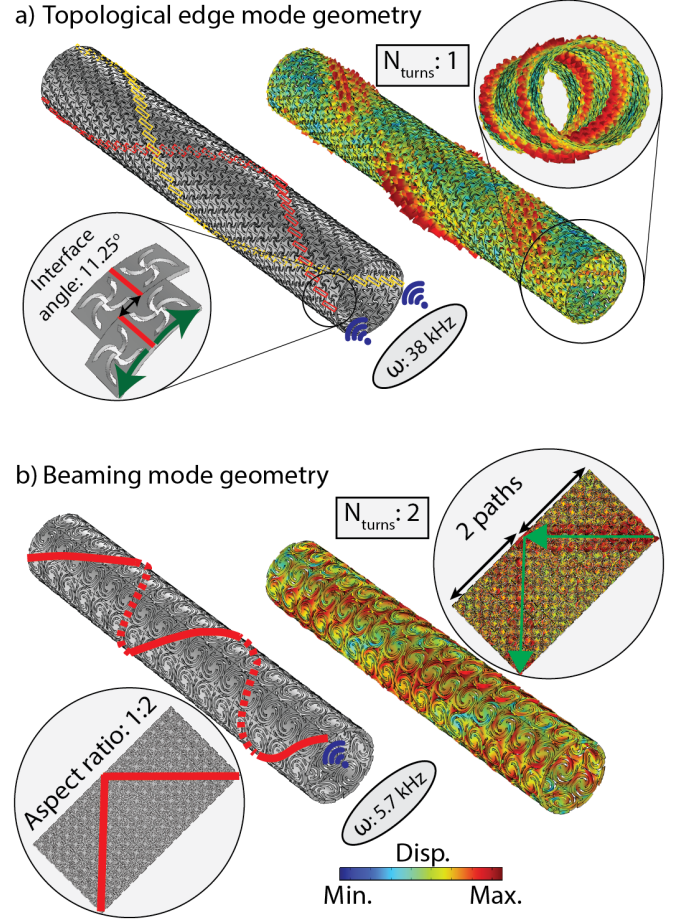 a) Topological edge mode geometry
N_turns: 1
Interface
angle: 11.25°
ω: 38 kHz
b) Beaming mode geometry
N_turns: 2
2 paths
Aspect ratio: 1:2
ω: 5.7 kHz
Disp.
Min.
Max.